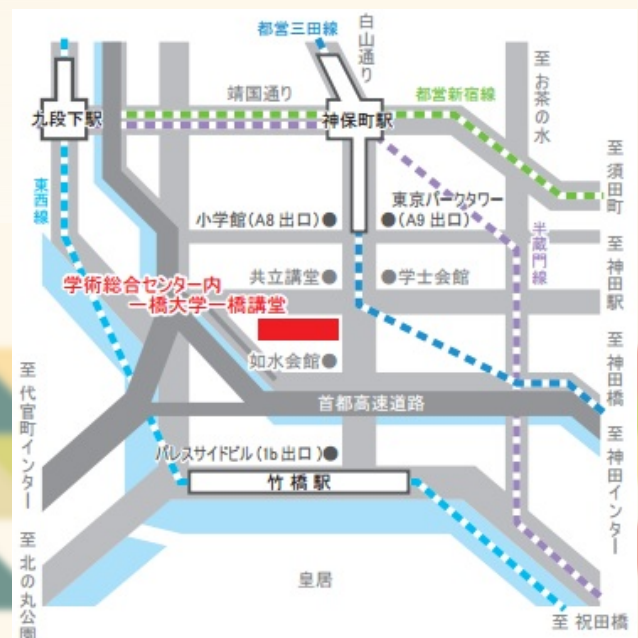 都営三田線
白山通り
靖国通り
都営新宿線
至 お茶の水
九段下駅
神保町駅
至 須田町
東西線
小学館(A8 出口)●
東京パークタワー
●(A9 出口)
半蔵門線
至 神田駅
共立講堂●
●学士会館
学術総合センター内
一橋大学一橋講堂
如水会館●
至 神田橋
首都高速道路
至 代官町インター
パレスサイドビル(1b 出口)●
至 神田インター
竹橋駅
至 北の丸公園
皇居
至 祝田橋